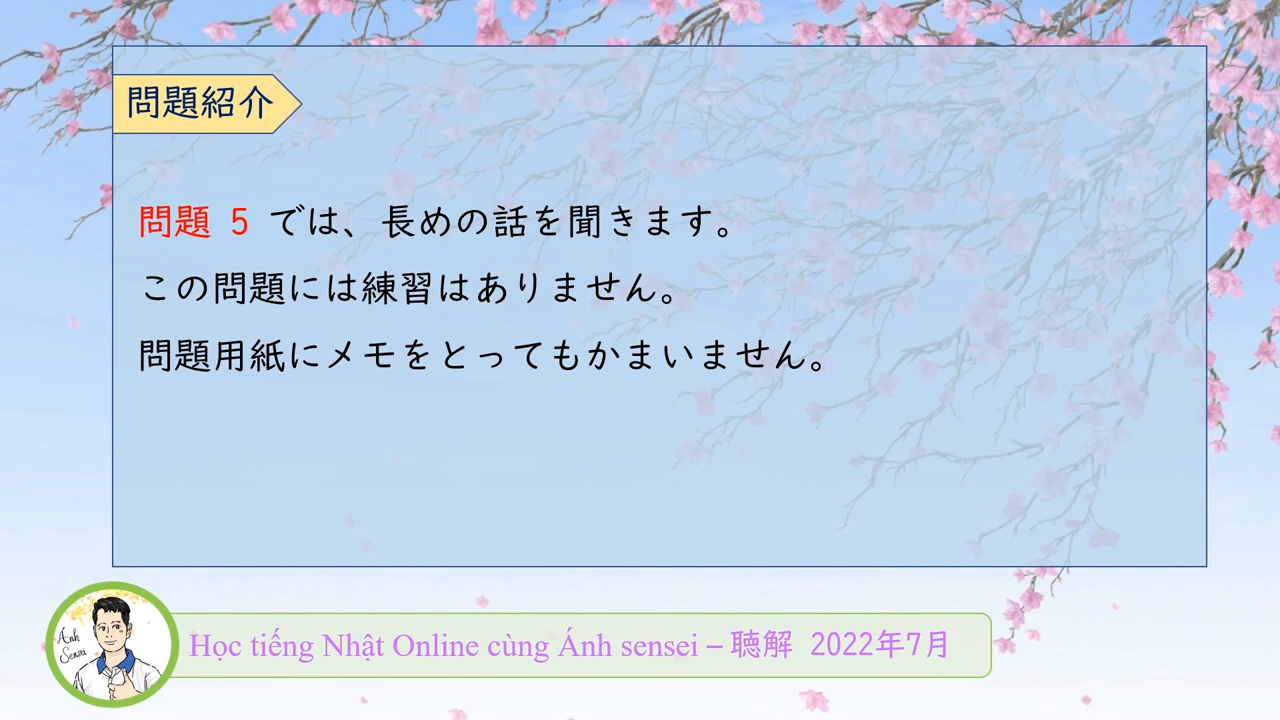 問題紹介
問題 5 では、長めの話を聞きます。
この問題には練習はありません。
問題用紙にメモをとってもかまいません。
Ánh
Sensei
Học tiếng Nhật Online cùng Ánh sensei – 聴解 2022年7月